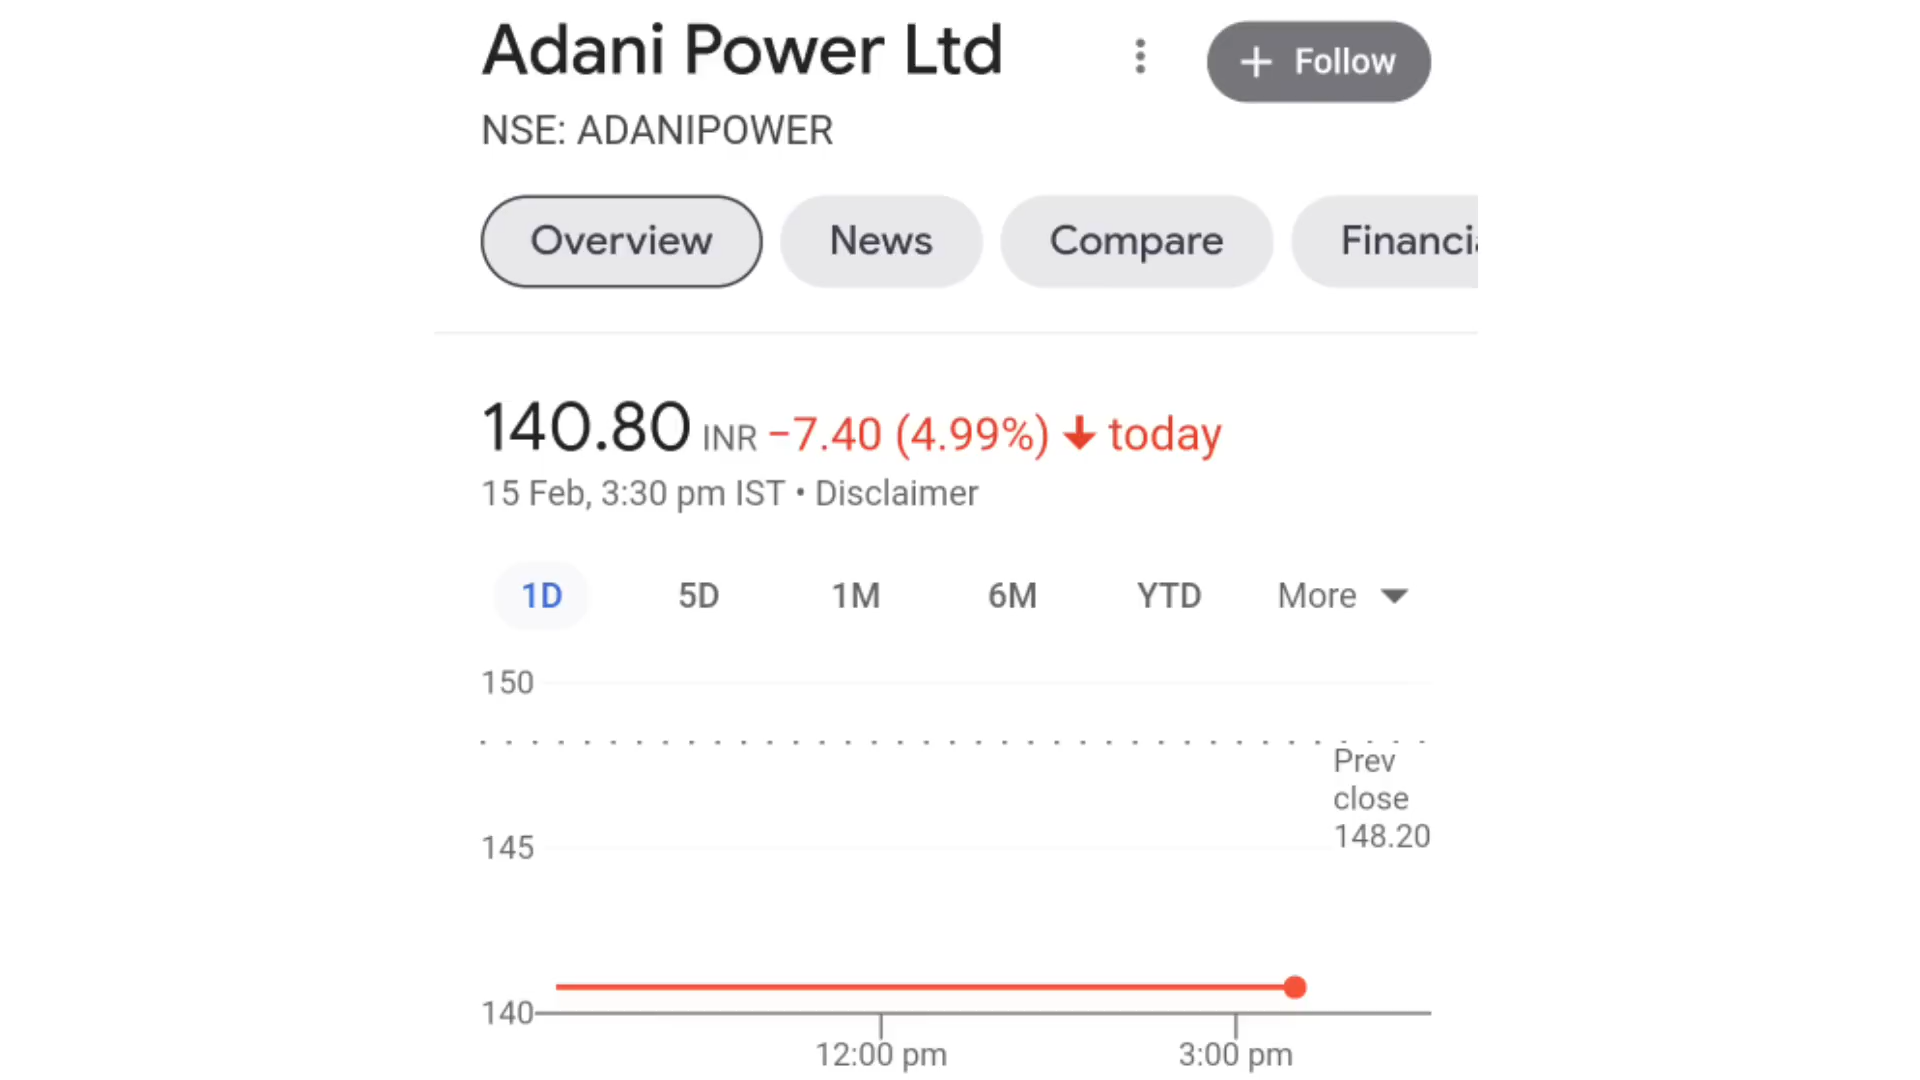 Adani Power Ltd
+ Follow
NSE: ADANIPOWER
Overview News Compare Financi
140.80 INR −7.40 (4.99%) ↓ today
15 Feb, 3:30 pm IST • Disclaimer
1D 5D 1M 6M YTD More
150
Prev
close
148.20
145
140
12:00 pm 3:00 pm